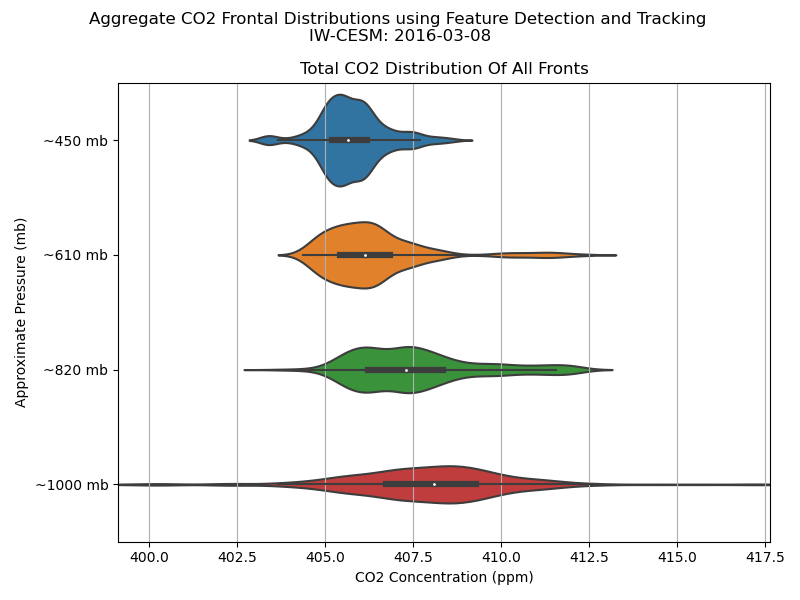 Aggregate CO2 Frontal Distributions using Feature Detection and Tracking
IW-CESM: 2016-03-08
Total CO2 Distribution Of All Fronts
~450 mb
~610 mb
~820 mb
~1000 mb
Approximate Pressure (mb)
400.0 402.5 405.0 407.5 410.0 412.5 415.0 417.5
CO2 Concentration (ppm)